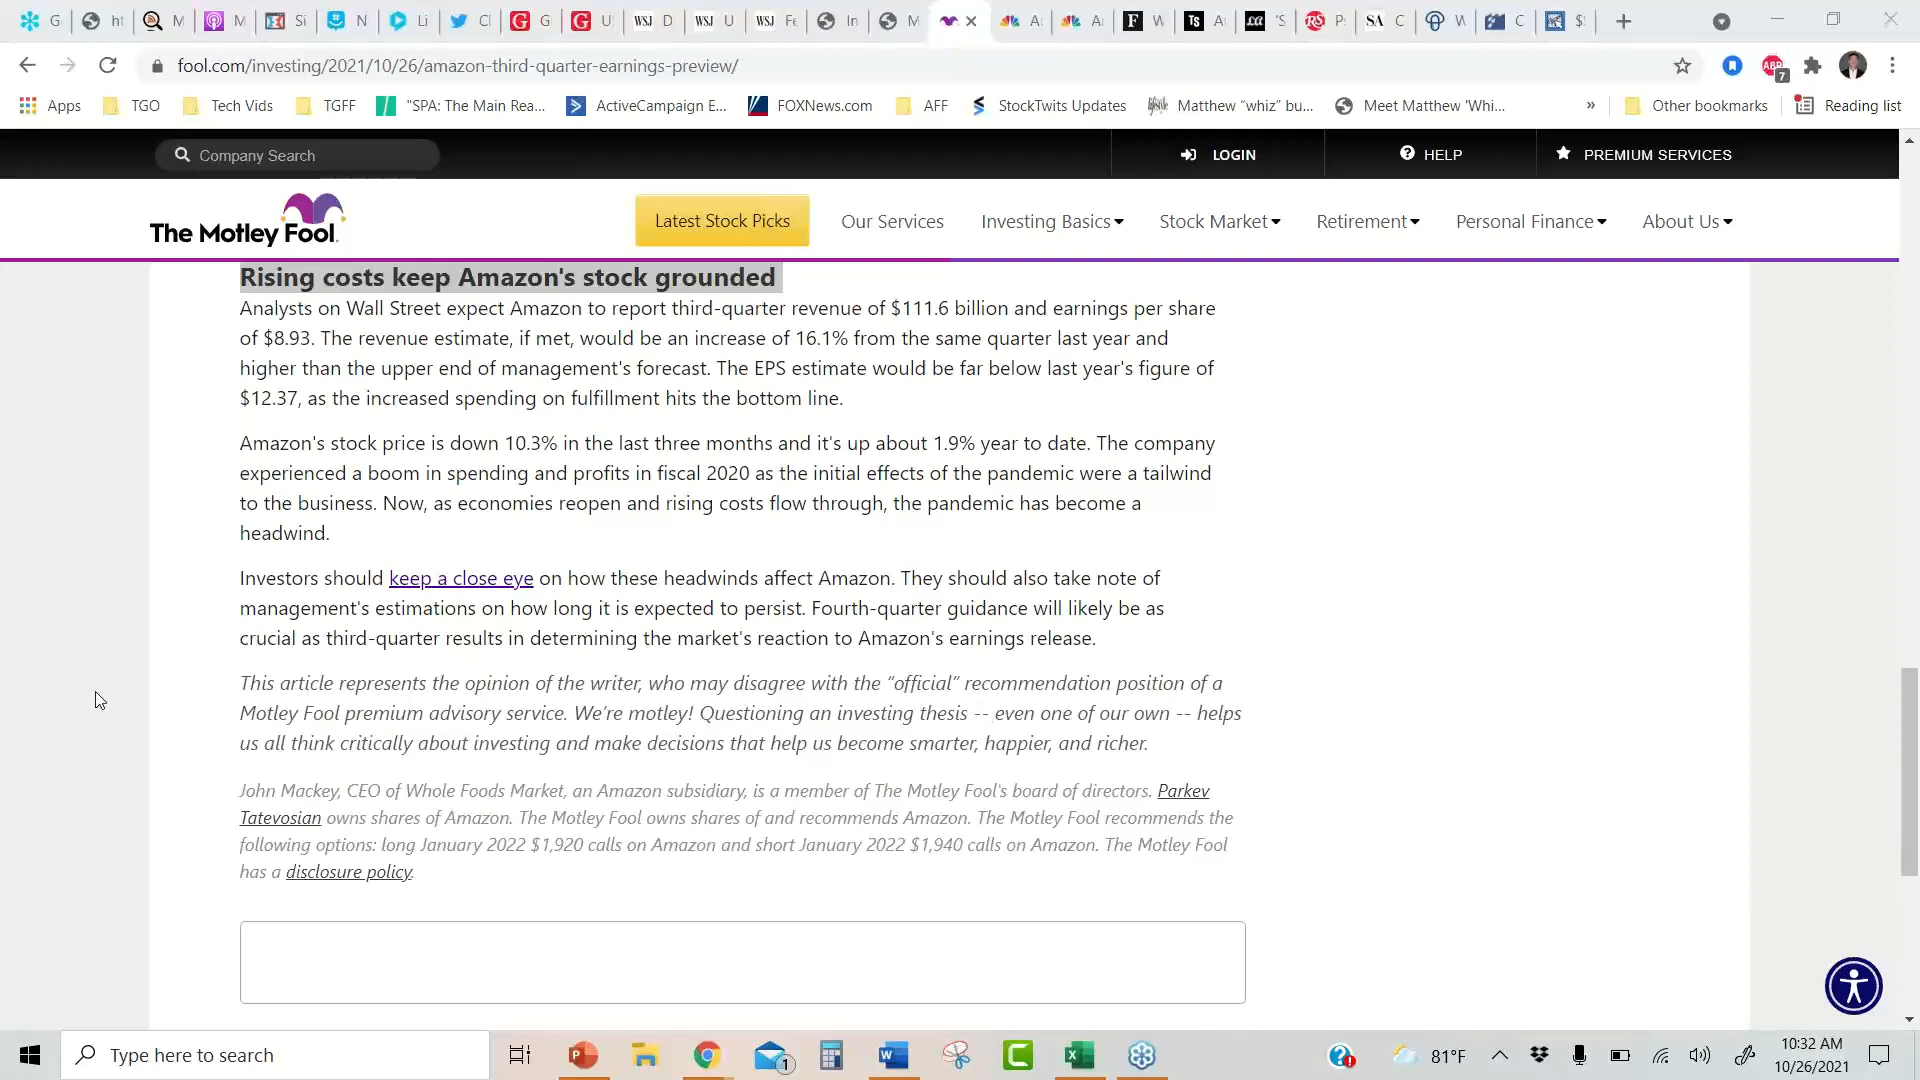 G
ht
M
M
Si
N
Li
Cl
G
U
WSJ D
WSJ U
WSJ Fe
In
M
A
A
F W
Ts A
'S
RS P
SA C
W
C
$
fool.com/investing/2021/10/26/amazon-third-quarter-earnings-preview/
ABP 7
Apps TGO Tech Vids TGFF "SPA: The Main Rea... ActiveCampaign E... FOXNews.com AFF StockTwits Updates Matthew “whiz” bu... Meet Matthew 'Whi... » Other bookmarks Reading list
Company Search LOGIN HELP PREMIUM SERVICES
The Motley Fool. Latest Stock Picks Our Services Investing Basics Stock Market Retirement Personal Finance About Us
Rising costs keep Amazon's stock grounded
Analysts on Wall Street expect Amazon to report third-quarter revenue of $111.6 billion and earnings per share
of $8.93. The revenue estimate, if met, would be an increase of 16.1% from the same quarter last year and
higher than the upper end of management's forecast. The EPS estimate would be far below last year's figure of
$12.37, as the increased spending on fulfillment hits the bottom line.
Amazon's stock price is down 10.3% in the last three months and it's up about 1.9% year to date. The company
experienced a boom in spending and profits in fiscal 2020 as the initial effects of the pandemic were a tailwind
to the business. Now, as economies reopen and rising costs flow through, the pandemic has become a
headwind.
Investors should keep a close eye on how these headwinds affect Amazon. They should also take note of
management's estimations on how long it is expected to persist. Fourth-quarter guidance will likely be as
crucial as third-quarter results in determining the market's reaction to Amazon's earnings release.
This article represents the opinion of the writer, who may disagree with the “official” recommendation position of a
Motley Fool premium advisory service. We’re motley! Questioning an investing thesis -- even one of our own -- helps
us all think critically about investing and make decisions that help us become smarter, happier, and richer.
John Mackey, CEO of Whole Foods Market, an Amazon subsidiary, is a member of The Motley Fool's board of directors. Parkev
Tatevosian owns shares of Amazon. The Motley Fool owns shares of and recommends Amazon. The Motley Fool recommends the
following options: long January 2022 $1,920 calls on Amazon and short January 2022 $1,940 calls on Amazon. The Motley Fool
has a disclosure policy.
Type here to search
1
81°F
10:32 AM
10/26/2021